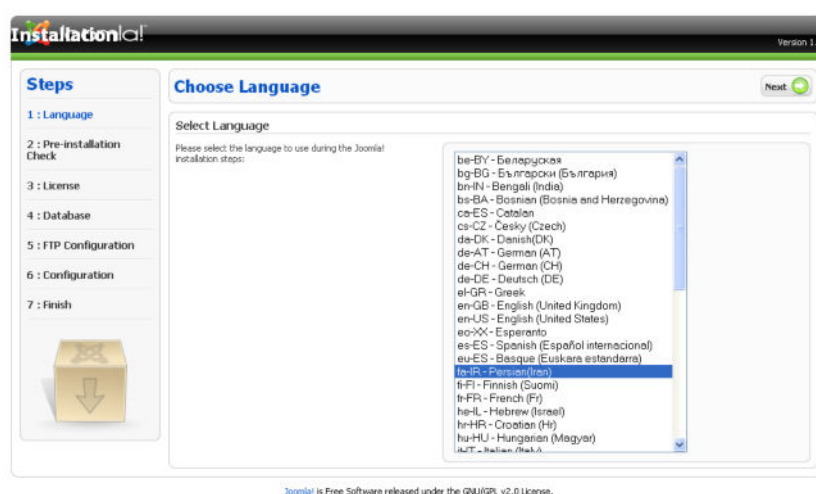 Installation
Joomla!
Version 1.
Steps
1 : Language
2 : Pre-installation
Check
3 : License
4 : Database
5 : FTP Configuration
6 : Configuration
7 : Finish
Choose Language
Next
Select Language
Please select the language to use during the Joomla!
installation steps:
be-BY - Беларуская
bg-BG - Български (България)
bn-IN - Bengali (India)
bs-BA - Bosnian (Bosnia and Herzegovina)
ca-ES - Catalan
cs-CZ - Česky (Czech)
da-DK - Danish(DK)
de-AT - German (AT)
de-CH - German (CH)
de-DE - Deutsch (DE)
el-GR - Greek
en-GB - English (United Kingdom)
en-US - English (United States)
eo-XX - Esperanto
es-ES - Spanish (Español internacional)
eu-ES - Basque (Euskara estandarra)
fa-IR - Persian(Iran)
fi-FI - Finnish (Suomi)
fr-FR - French (Fr)
he-IL - Hebrew (Israel)
hr-HR - Croatian (Hr)
hu-HU - Hungarian (Magyar)
it-IT - Italian (Italy)
Joomla! is Free Software released under the GNU/GPL v2.0 License.